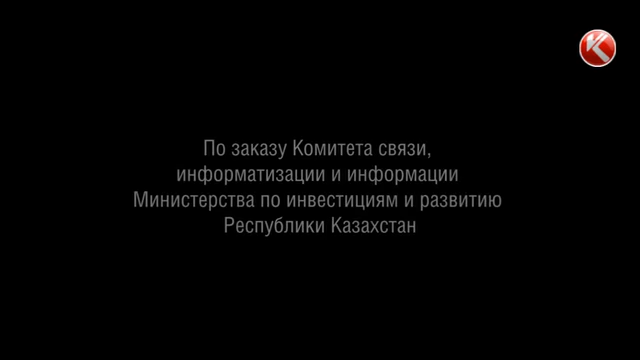 По заказу Комитета связи,
информатизации и информации
Министерства по инвестициям и развитию
Республики Казахстан